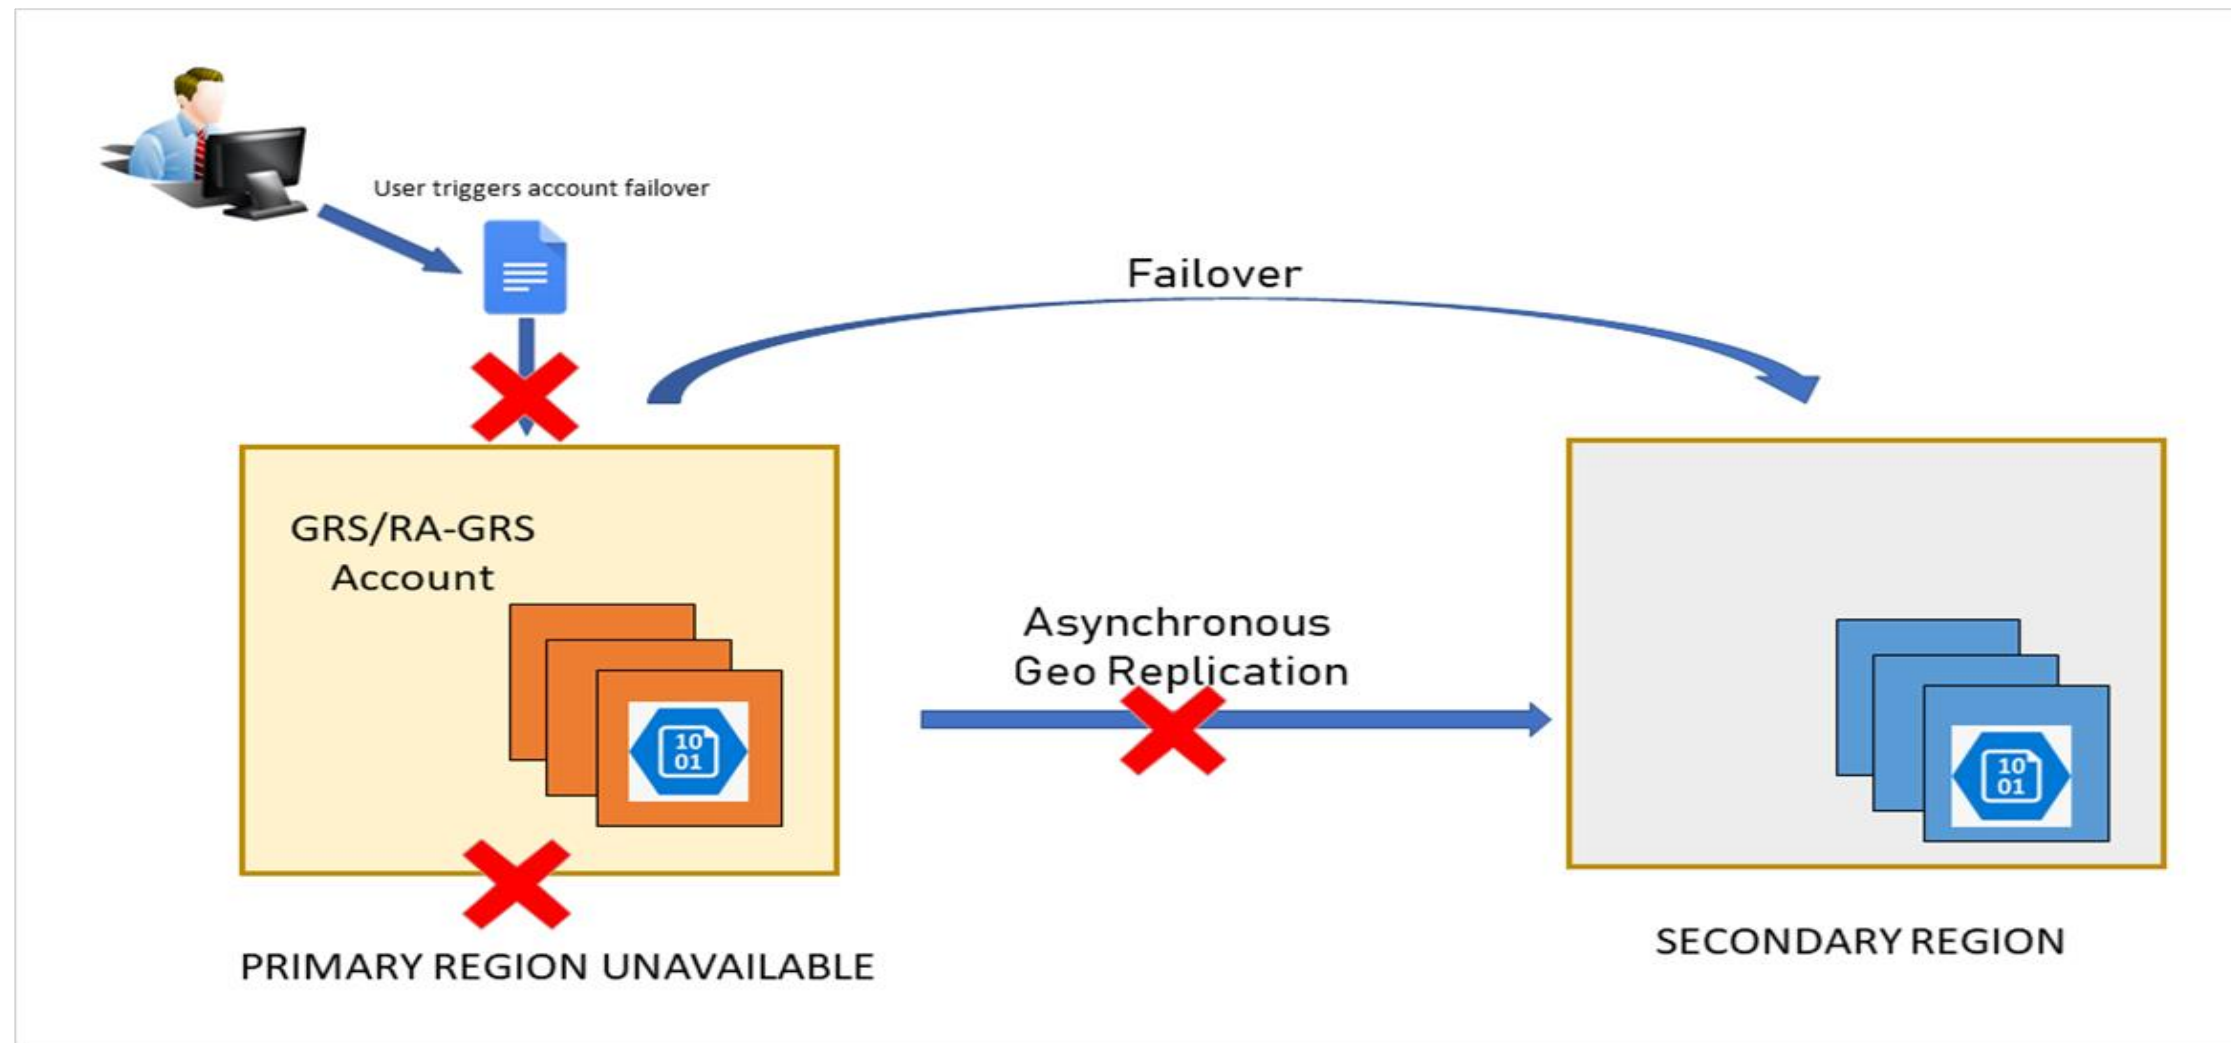 User triggers account failover
Failover
GRS/RA-GRS
Account
10
01
Asynchronous
Geo Replication
10
01
PRIMARY REGION UNAVAILABLE
SECONDARY REGION